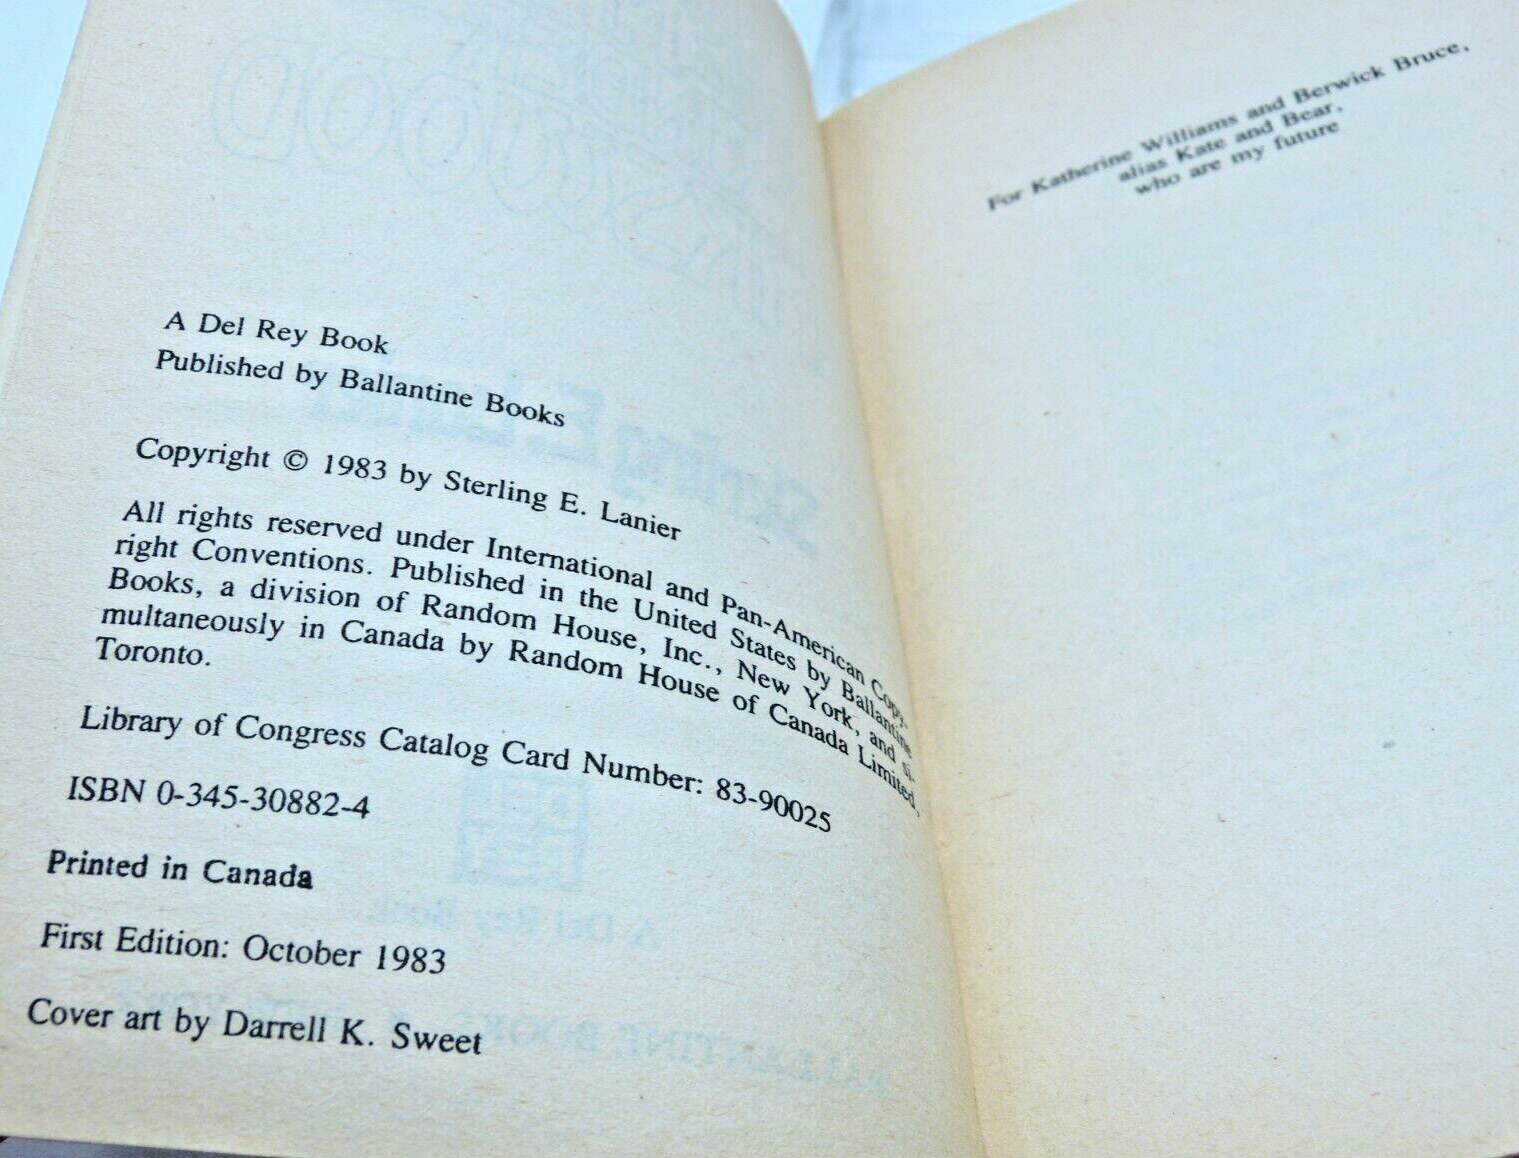 A Del Rey Book
Published by Ballantine Books
Copyright © 1983 by Sterling E. Lanier
All rights reserved under International and Pan-American Copy-
right Conventions. Published in the United States by Ballantine
Books, a division of Random House, Inc., New York, and si-
multaneously in Canada by Random House of Canada Limited,
Toronto.
Library of Congress Catalog Card Number: 83-90025
ISBN 0-345-30882-4
Printed in Canada
First Edition: October 1983
Cover art by Darrell K. Sweet
For Katherine Williams and Berwick Bruce,
alias Kate and Bear,
who are my future